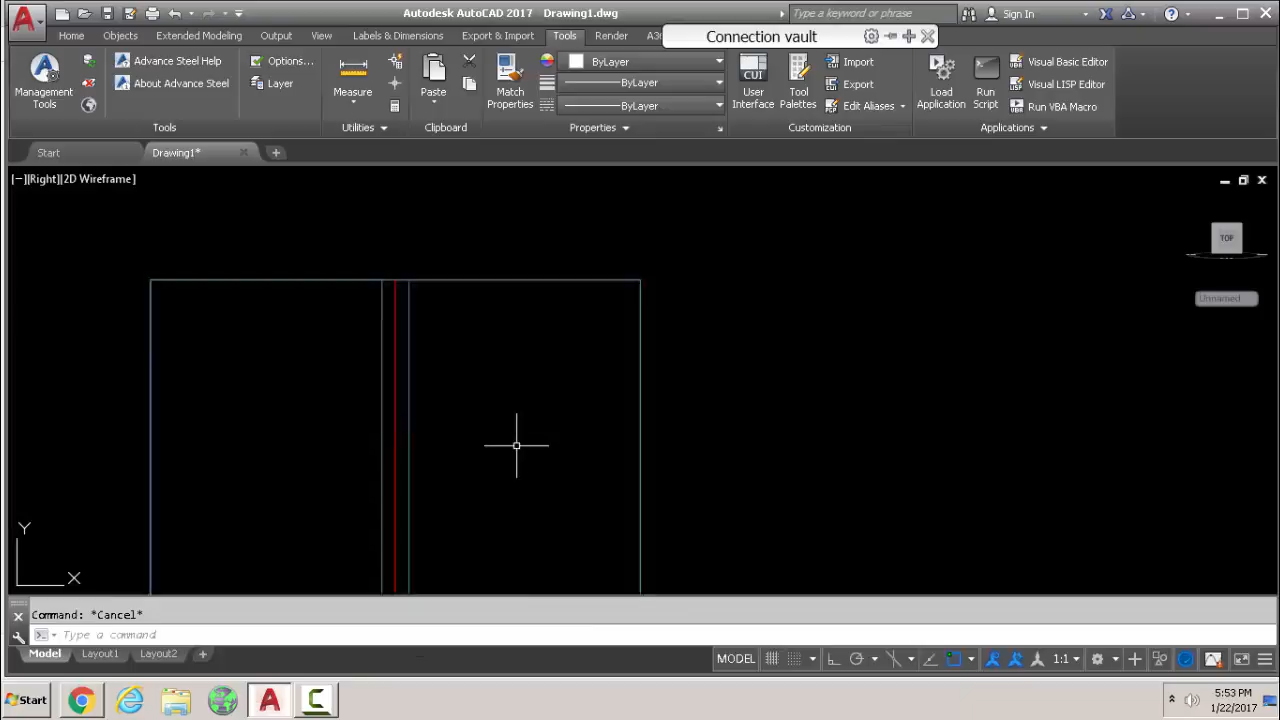 Autodesk AutoCAD 2017 Drawing1.dwg
Type a keyword or phrase
Sign In
Home Objects Extended Modeling Output View Labels & Dimensions Export & Import Tools Render
Connection vault
Management
Tools
Advance Steel Help
About Advance Steel
Options...
Layer
Tools
Measure
Utilities
Paste
Clipboard
Match
Properties
ByLayer
ByLayer
ByLayer
Properties
CUI
User
Interface
Tool
Palettes
Import
Export
Edit Aliases
Customization
Load
Application
Run
Script
Visual Basic Editor
Visual LISP Editor
Run VBA Macro
Applications
Start
Drawing1*
[−][Right][2D Wireframe]
TOP
Unnamed
Y
X
Command: *Cancel*
Type a command
Model Layout1 Layout2
MODEL
1:1
Start
5:53 PM
1/22/2017